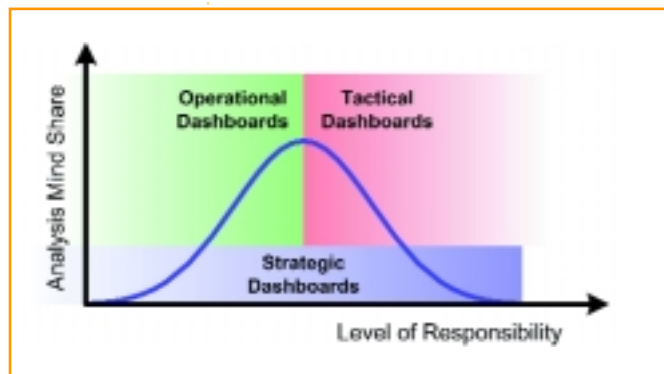 Operational
Dashboards
Tactical
Dashboards
Analysis Mind Share
Strategic
Dashboards
Level of Responsibility